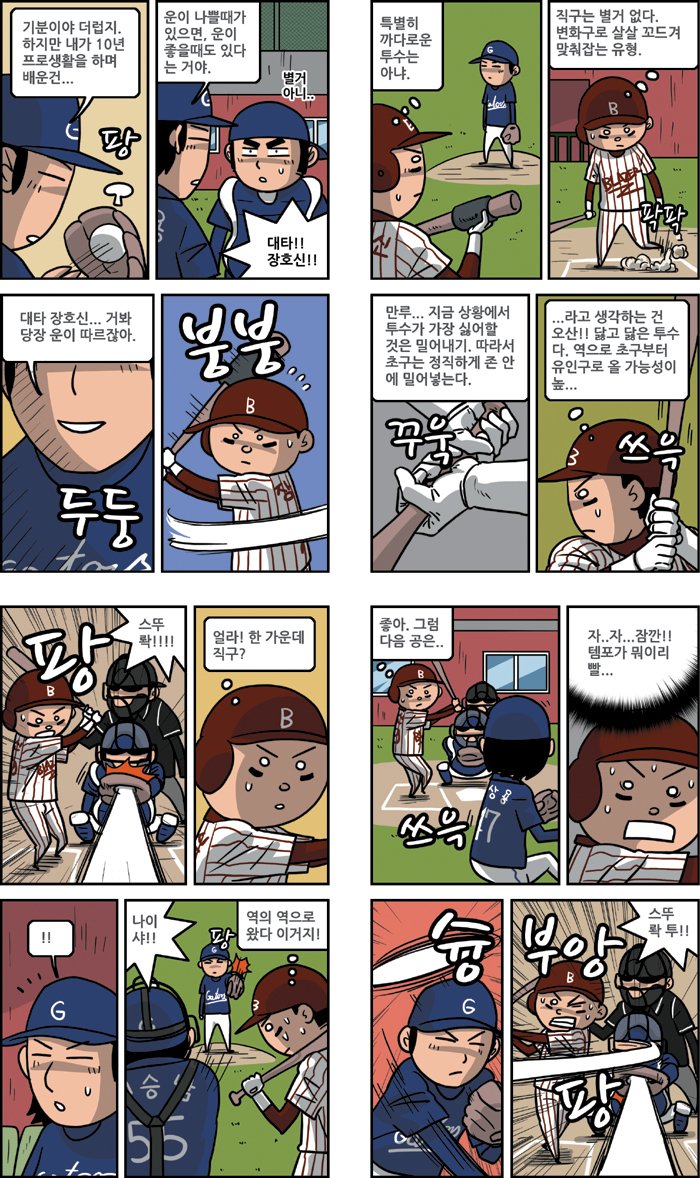 기분이야 더럽지.
하지만 내가 10년
프로생활을 하며
배운건...
팡
G
운이 나쁠때가
있으면, 운이
좋을때도 있다
는 거야.
별거
아니..
G
대타!!
장호신!!
대타 장호신... 거봐
당장 운이 따르잖아.
두둥
붕붕
B
특별히
까다로운
투수는
아냐.
G
B
직구는 별거 없다.
변화구로 살살 꼬드겨
맞춰잡는 유형.
B
팍팍
만루... 지금 상황에서
투수가 가장 싫어할
것은 밀어내기. 따라서
초구는 정직하게 존 안
에 밀어넣는다.
꾸욱
...라고 생각하는 건
오산!! 닳고 닳은 투수
다. 역으로 초구부터
유인구로 올 가능성이
높...
쓰윽
B
스뚜
롹!!!!
팡
B
얼라! 한 가운데
직구?
B
!!
G
나이
샤!!
팡
역의 역으로
왔다 이거지!
G
B
55
좋아. 그럼
다음 공은..
B
쓰윽
17
자..자...잠깐!!
템포가 뭐이리
빨...
슝
G
스뚜
롹 투!!
부앙
B
팡